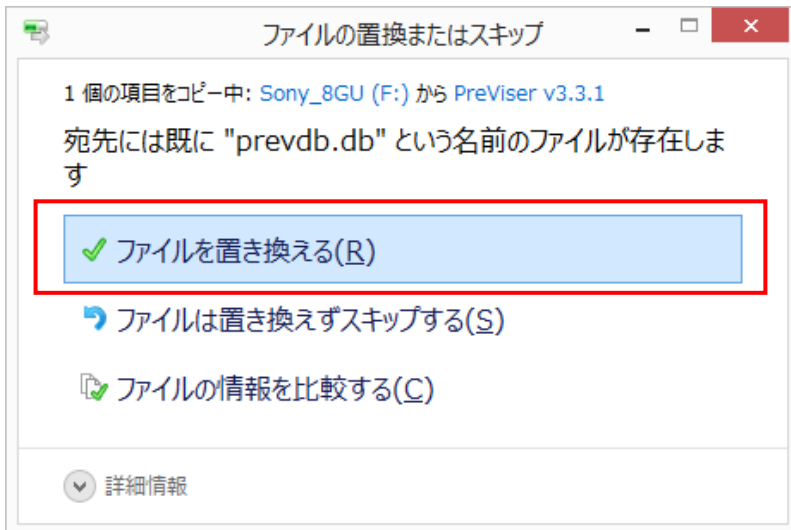 ファイルの置換またはスキップ
1 個の項目をコピー中: Sony_8GU (F:) から PreViser v3.3.1
宛先には既に "prevdb.db" という名前のファイルが存在しま
す
ファイルを置き換える(R)
ファイルは置き換えずスキップする(S)
ファイルの情報を比較する(C)
詳細情報